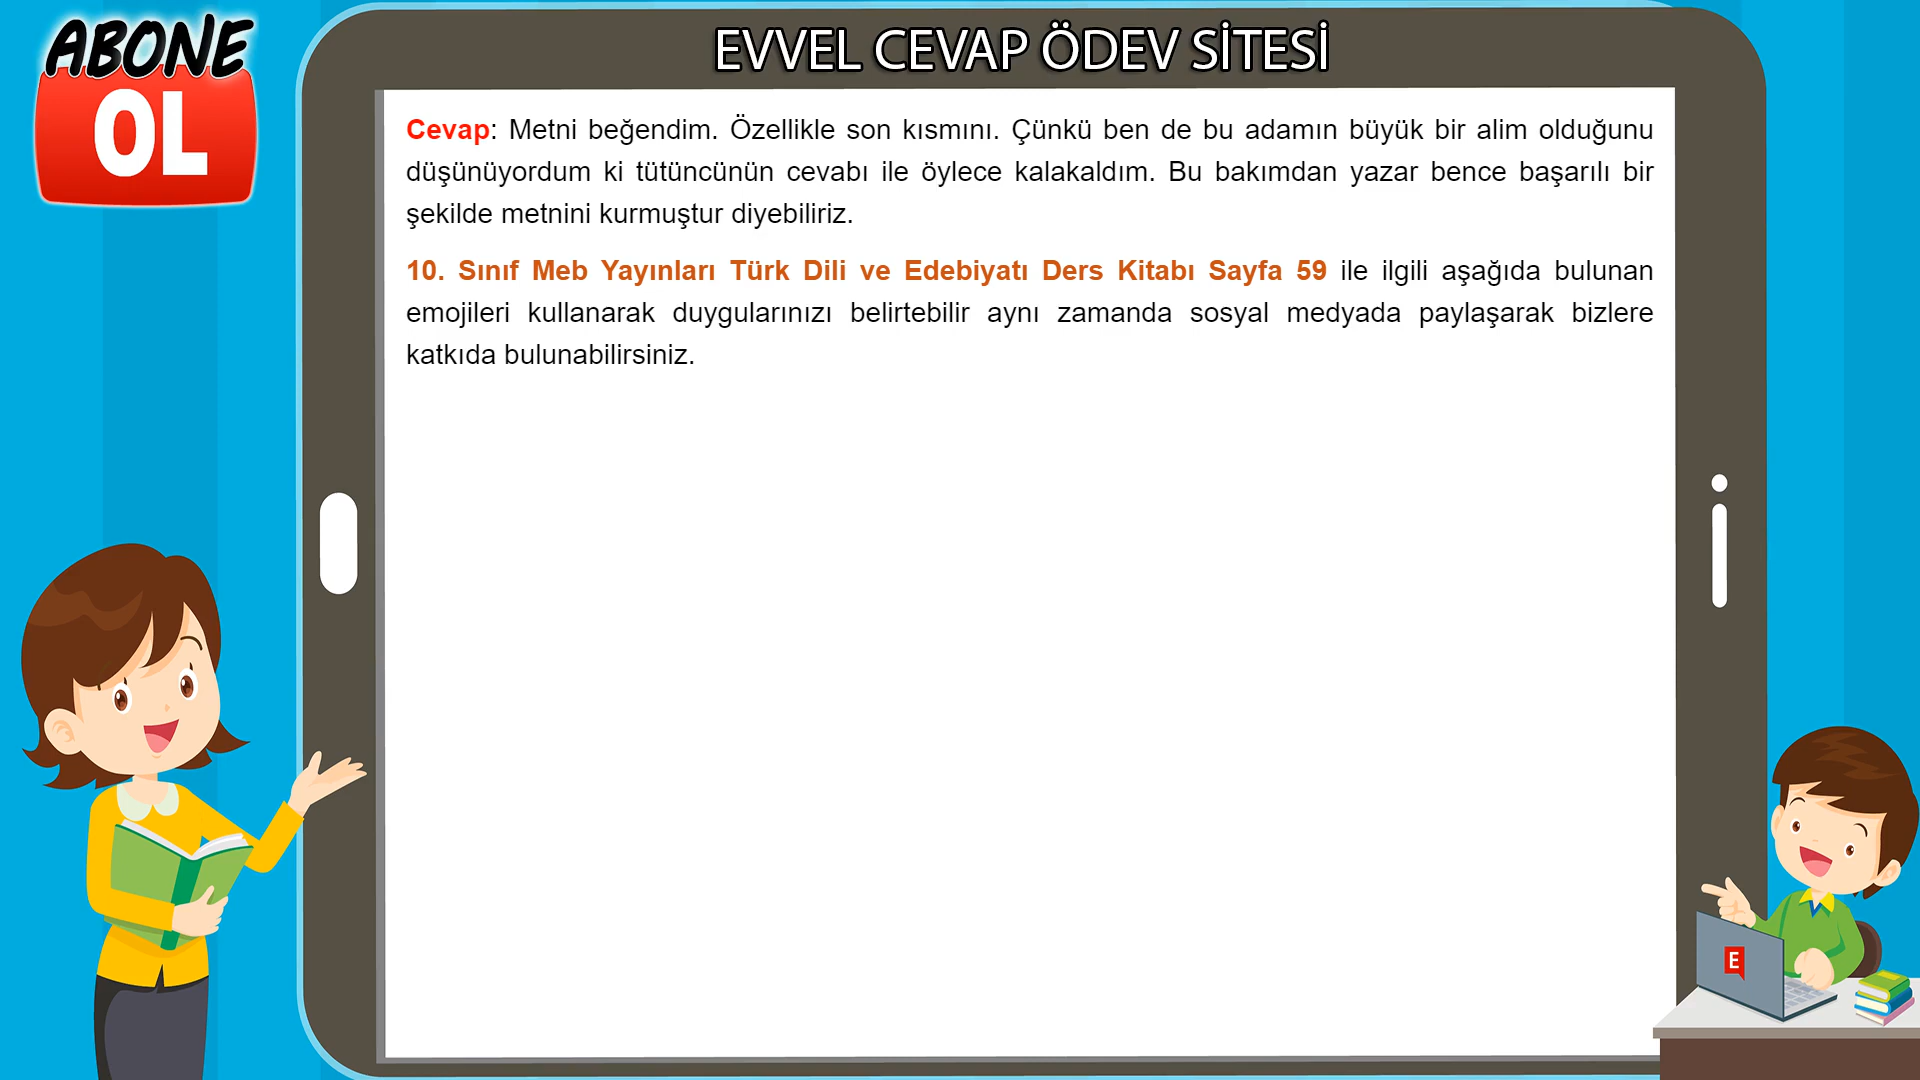 ABONE
OL
EVVEL CEVAP ÖDEV SİTESİ
Cevap: Metni beğendim. Özellikle son kısmını. Çünkü ben de bu adamın büyük bir alim olduğunu
düşünüyordum ki tütüncünün cevabı ile öylece kalakaldım. Bu bakımdan yazar bence başarılı bir
şekilde metnini kurmuştur diyebiliriz.
10. Sınıf Meb Yayınları Türk Dili ve Edebiyatı Ders Kitabı Sayfa 59 ile ilgili aşağıda bulunan
emojileri kullanarak duygularınızı belirtebilir aynı zamanda sosyal medyada paylaşarak bizlere
katkıda bulunabilirsiniz.
E